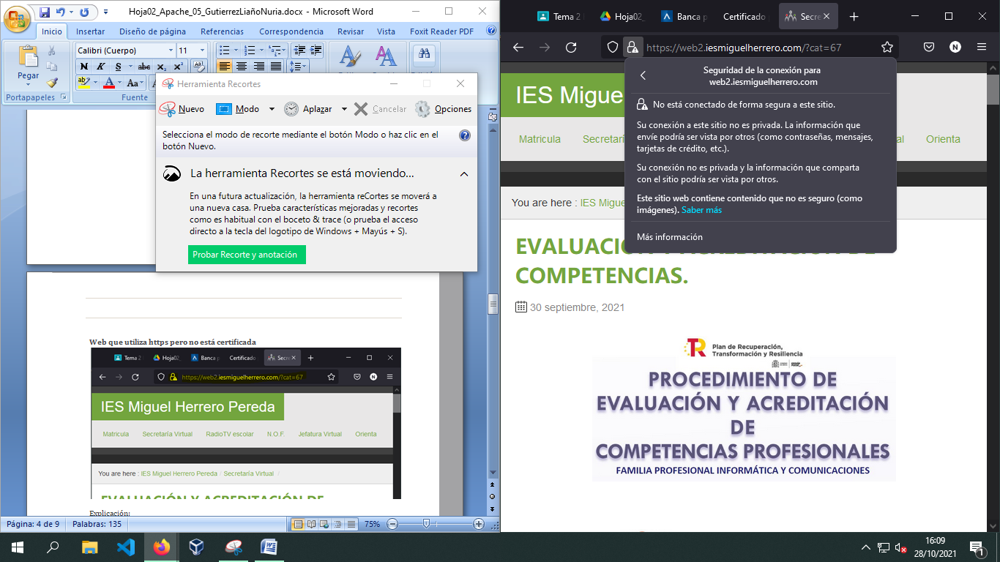 Hoja02_Apache_05_GutierrezLiañoNuria.docx - Microsoft Word
Inicio Insertar Diseño de página Referencias Correspondencia Revisar Vista Foxit Reader PDF
Calibri (Cuerpo) 11
N K S abc x₂ x²
Aa
Pegar
Portapapeles Fuente
Herramienta Recortes
Nuevo Modo Aplazar Cancelar Opciones
Selecciona el modo de recorte mediante el botón Modo o haz clic en el
botón Nuevo.
La herramienta Recortes se está moviendo...
En una futura actualización, la herramienta reCortes se moverá a
una nueva casa. Prueba características mejoradas y recortes
como es habitual con el boceto & trace (o prueba el acceso
directo a la tecla del logotipo de Windows + Mayús + S).
Probar Recorte y anotación
Web que utiliza https pero no está certificada
Tema 2 Hoja02_ Banca p Certificado Secre
https://web2.iesmiguelherrero.com/?cat=67
N
IES Miguel Herrero Pereda
Matricula Secretaría Virtual RadioTV escolar N.O.F. Jefatura Virtual Orienta
You are here : IES Miguel Herrero Pereda / Secretaría Virtual /
EVALUACIÓN Y ACREDITACIÓN DE
Explicación:
Página: 4 de 9 Palabras: 135 75%
Tema 2 Hoja02_ Banca p Certificado Secre
https://web2.iesmiguelherrero.com/?cat=67
N
Seguridad de la conexión para
web2.iesmiguelherrero.com
No está conectado de forma segura a este sitio.
Su conexión a este sitio no es privada. La información que
envíe podría ser vista por otros (como contraseñas, mensajes,
tarjetas de crédito, etc.).
Su conexión no es privada y la información que comparta
con el sitio podría ser vista por otros.
Este sitio web contiene contenido que no es seguro (como
imágenes). Saber más
Más información
IES Migue
Matricula Secretarí al Orienta
You are here : IES Migue
EVALUACIÓN Y ACREDITACIÓN DE
COMPETENCIAS.
30 septiembre, 2021
Plan de Recuperación,
Transformación y Resiliencia
PROCEDIMIENTO DE
EVALUACIÓN Y ACREDITACIÓN
DE
COMPETENCIAS PROFESIONALES
FAMILIA PROFESIONAL INFORMÁTICA Y COMUNICACIONES
16:09
28/10/2021
1